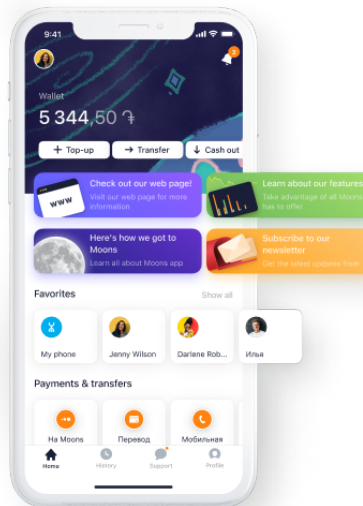 9:41
2
Wallet
5 344,50 ֏
+ Top-up
→ Transfer
↓ Cash out
www
Check out our web page!
Visit our web page for more
information
Learn about our features
Take advantage of all Moons
has to offer
Here's how we got to
Moons
Learn all about Moons app
Subscribe to our
newsletter
Get the latest updates from
Favorites
Show all
My phone
Jenny Wilson
Darlene Rob...
Илья
Payments & transfers
На Moons
Перевод
Мобильная
Home
History
Support
Profile